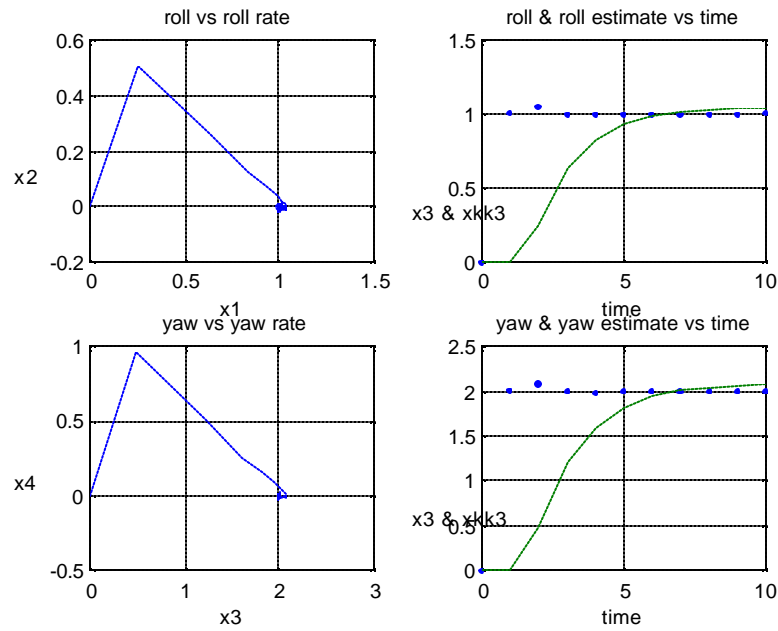 roll vs roll rate
0.6
0.4
0.2
0
-0.2
x2
0 0.5 1 1.5
x1
roll & roll estimate vs time
1.5
1
0.5
0
x3 & xkk3
0 5 10
time
yaw vs yaw rate
1
0.5
0
-0.5
x4
0 1 2 3
x3
yaw & yaw estimate vs time
2.5
2
1.5
1
0.5
0
x3 & xkk3
0 5 10
time